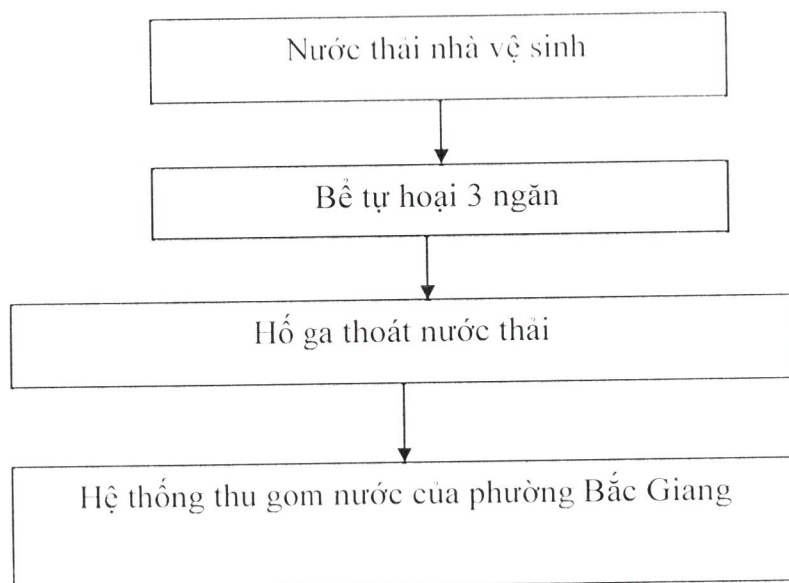 Nước thải nhà vệ sinh
Bể tự hoại 3 ngăn
Hố ga thoát nước thải
Hệ thống thu gom nước của phường Bắc Giang